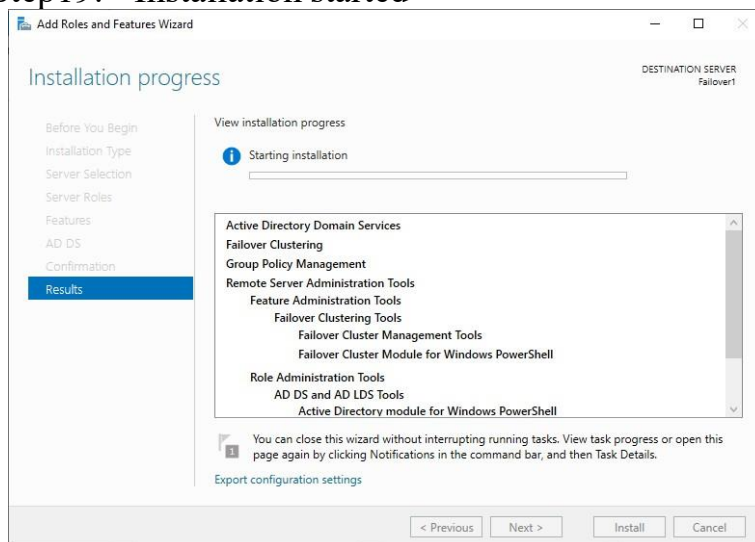 Step19:- Installation started
Add Roles and Features Wizard
Installation progress
DESTINATION SERVER
Failover1
Before You Begin
Installation Type
Server Selection
Server Roles
Features
AD DS
Confirmation
Results
View installation progress
Starting installation
Active Directory Domain Services
Failover Clustering
Group Policy Management
Remote Server Administration Tools
Feature Administration Tools
Failover Clustering Tools
Failover Cluster Management Tools
Failover Cluster Module for Windows PowerShell
Role Administration Tools
AD DS and AD LDS Tools
Active Directory module for Windows PowerShell
1
You can close this wizard without interrupting running tasks. View task progress or open this
page again by clicking Notifications in the command bar, and then Task Details.
Export configuration settings
< Previous
Next >
Install
Cancel